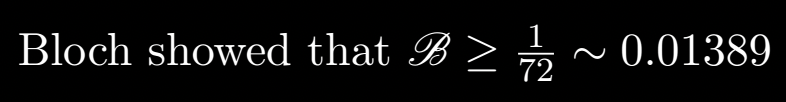 Bloch showed that ℬ ≥ 1/72 ∼ 0.01389